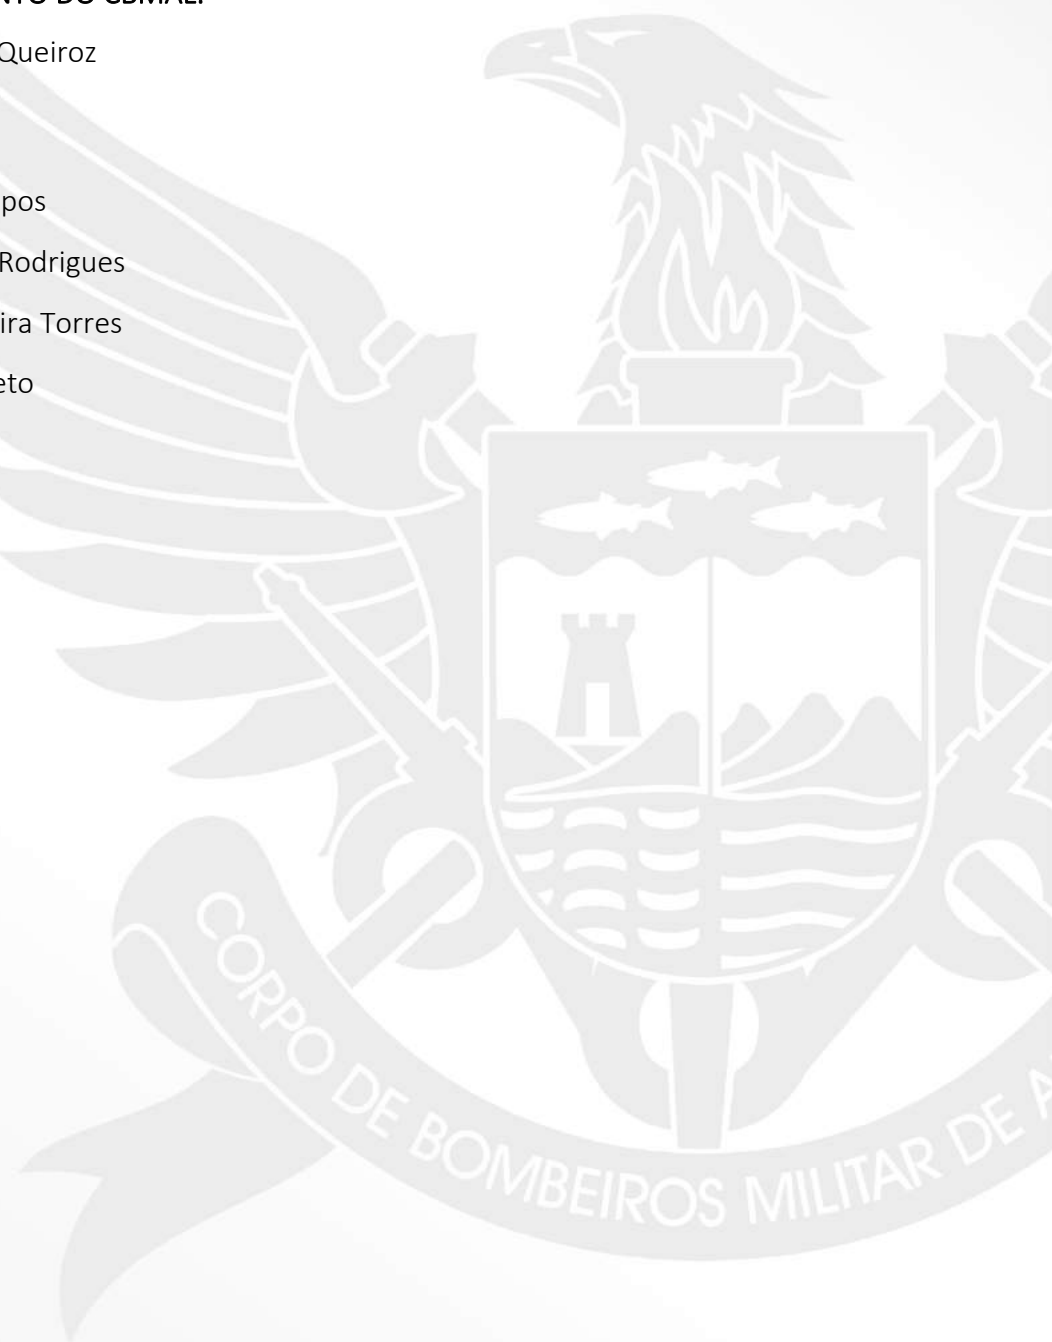 NTO DO CBMAL:
Queiroz
pos
Rodrigues
ira Torres
eto
CORPO DE BOMBEIROS MILITAR DE A